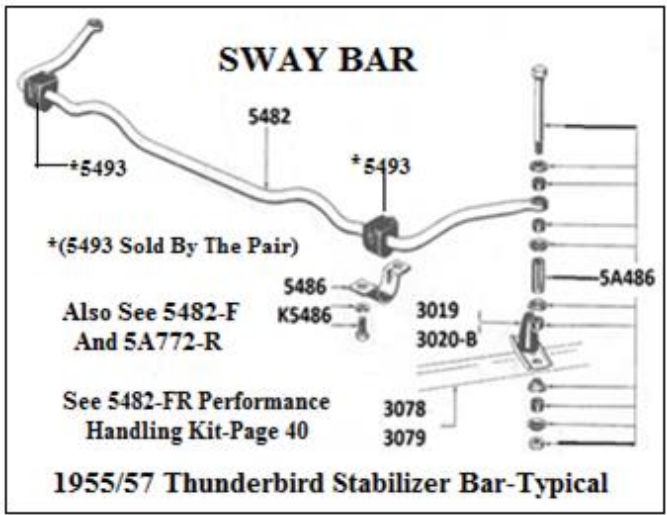 SWAY BAR
5482
*5493
*5493
*(5493 Sold By The Pair)
5486
5A486
K5486
Also See 5482-F
And 5A772-R
3019
3020-B
See 5482-FR Performance
Handling Kit-Page 40
3078
3079
1955/57 Thunderbird Stabilizer Bar-Typical